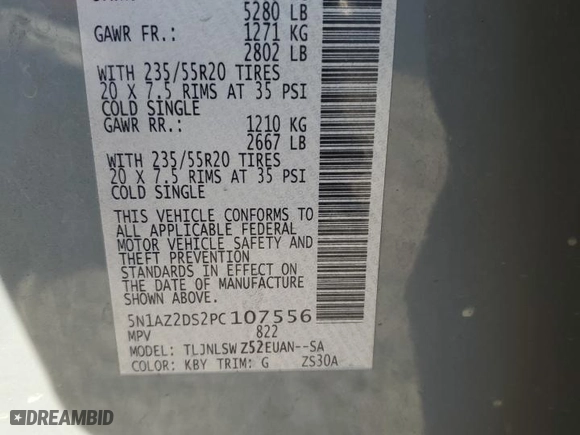 5280 LB
GAWR FR.: 1271 KG
2802 LB
WITH 235/55R20 TIRES
20 X 7.5 RIMS AT 35 PSI
COLD SINGLE
GAWR RR.: 1210 KG
2667 LB
WITH 235/55R20 TIRES
20 X 7.5 RIMS AT 35 PSI
COLD SINGLE
THIS VEHICLE CONFORMS TO
ALL APPLICABLE FEDERAL
MOTOR VEHICLE SAFETY AND
THEFT PREVENTION
STANDARDS IN EFFECT ON
THE DATE OF MANUFACTURE
SHOWN ABOVE.
5N1AZ2DS2PC107556
MPV 822
MODEL: TLJNLSWZ52EUAN--SA
COLOR: KBY TRIM: G ZS30A
DREAMBID